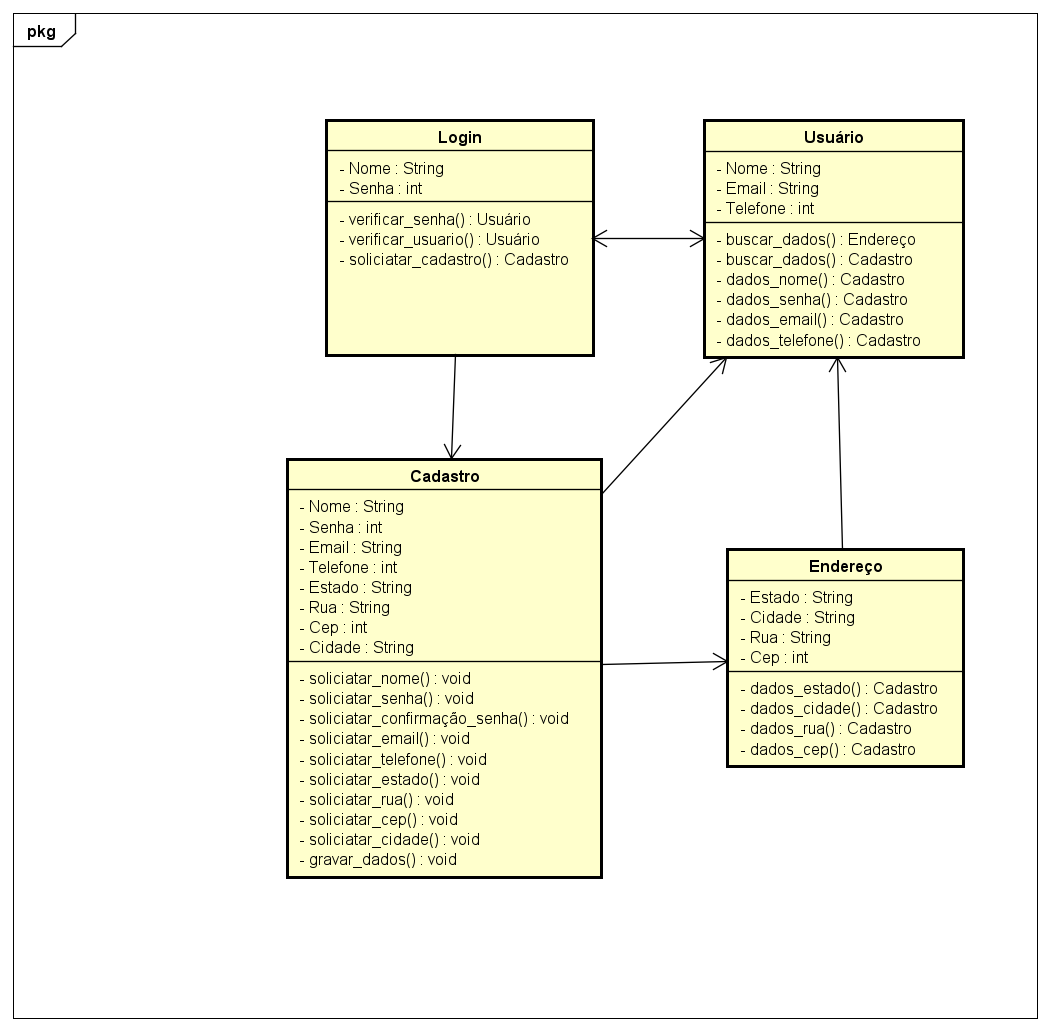 pkg
Login
- Nome : String
- Senha : int
- verificar_senha() : Usuário
- verificar_usuario() : Usuário
- soliciatar_cadastro() : Cadastro
Usuário
- Nome : String
- Email : String
- Telefone : int
- buscar_dados() : Endereço
- buscar_dados() : Cadastro
- dados_nome() : Cadastro
- dados_senha() : Cadastro
- dados_email() : Cadastro
- dados_telefone() : Cadastro
Cadastro
- Nome : String
- Senha : int
- Email : String
- Telefone : int
- Estado : String
- Rua : String
- Cep : int
- Cidade : String
- soliciatar_nome() : void
- soliciatar_senha() : void
- soliciatar_confirmação_senha() : void
- soliciatar_email() : void
- soliciatar_telefone() : void
- soliciatar_estado() : void
- soliciatar_rua() : void
- soliciatar_cep() : void
- soliciatar_cidade() : void
- gravar_dados() : void
Endereço
- Estado : String
- Cidade : String
- Rua : String
- Cep : int
- dados_estado() : Cadastro
- dados_cidade() : Cadastro
- dados_rua() : Cadastro
- dados_cep() : Cadastro